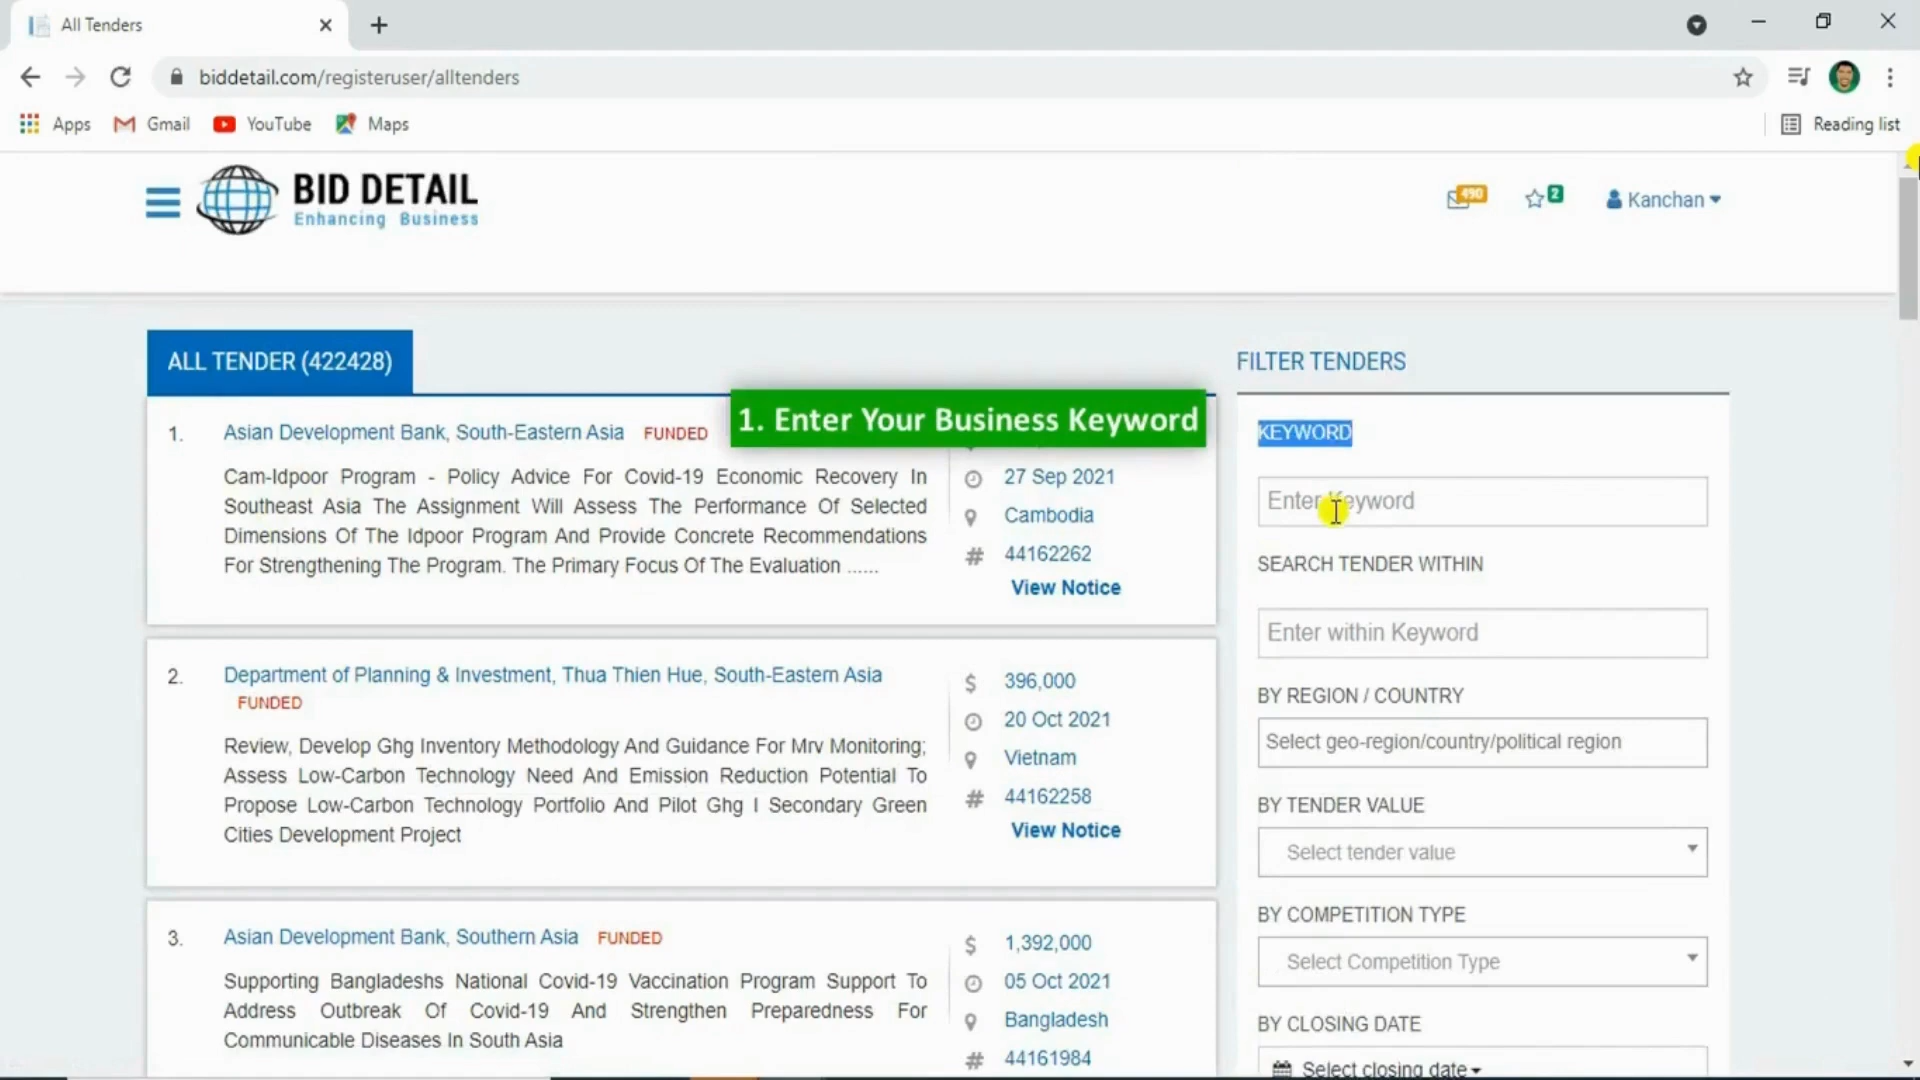 All Tenders
biddetail.com/registeruser/alltenders
Apps Gmail YouTube Maps Reading list
BID DETAIL
Enhancing Business
490 2 Kanchan
ALL TENDER (422428)
1. Enter Your Business Keyword
1. Asian Development Bank, South-Eastern Asia FUNDED
Cam-Idpoor Program - Policy Advice For Covid-19 Economic Recovery In
Southeast Asia The Assignment Will Assess The Performance Of Selected
Dimensions Of The Idpoor Program And Provide Concrete Recommendations
For Strengthening The Program. The Primary Focus Of The Evaluation ......
27 Sep 2021
Cambodia
# 44162262
View Notice
2. Department of Planning & Investment, Thua Thien Hue, South-Eastern Asia
FUNDED
Review, Develop Ghg Inventory Methodology And Guidance For Mrv Monitoring;
Assess Low-Carbon Technology Need And Emission Reduction Potential To
Propose Low-Carbon Technology Portfolio And Pilot Ghg I Secondary Green
Cities Development Project
$ 396,000
20 Oct 2021
Vietnam
# 44162258
View Notice
3. Asian Development Bank, Southern Asia FUNDED
Supporting Bangladeshs National Covid-19 Vaccination Program Support To
Address Outbreak Of Covid-19 And Strengthen Preparedness For
Communicable Diseases In South Asia
$ 1,392,000
05 Oct 2021
Bangladesh
# 44161984
FILTER TENDERS
KEYWORD
Enter Keyword
SEARCH TENDER WITHIN
Enter within Keyword
BY REGION / COUNTRY
Select geo-region/country/political region
BY TENDER VALUE
Select tender value
BY COMPETITION TYPE
Select Competition Type
BY CLOSING DATE
Select closing date